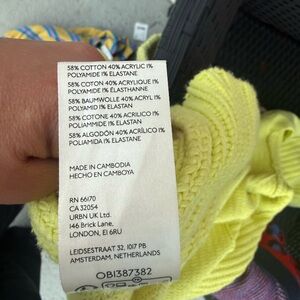 58% COTTON 40% ACRYLIC 1%
POLYAMIDE 1% ELASTANE
58% COTON 40% ACRYLIQUE 1%
POLYAMIDE 1% ÉLASTHANNE
58% BAUMWOLLE 40% ACRYL 1%
POLYAMID 1% ELASTAN
58% COTONE 40% ACRILICO 1%
POLIAMMIDE 1% ELASTAN
58% ALGODÓN 40% ACRÍLICO 1%
POLIAMIDA 1% ELASTANE
MADE IN CAMBODIA
HECHO EN CAMBOYA
RN 66170
CA 32054
URBN UK Ltd.
146 Brick Lane,
LONDON, E1 6RU
LEIDSESTRAAT 32, 1017 PB
AMSTERDAM, NETHERLANDS
OB1387382